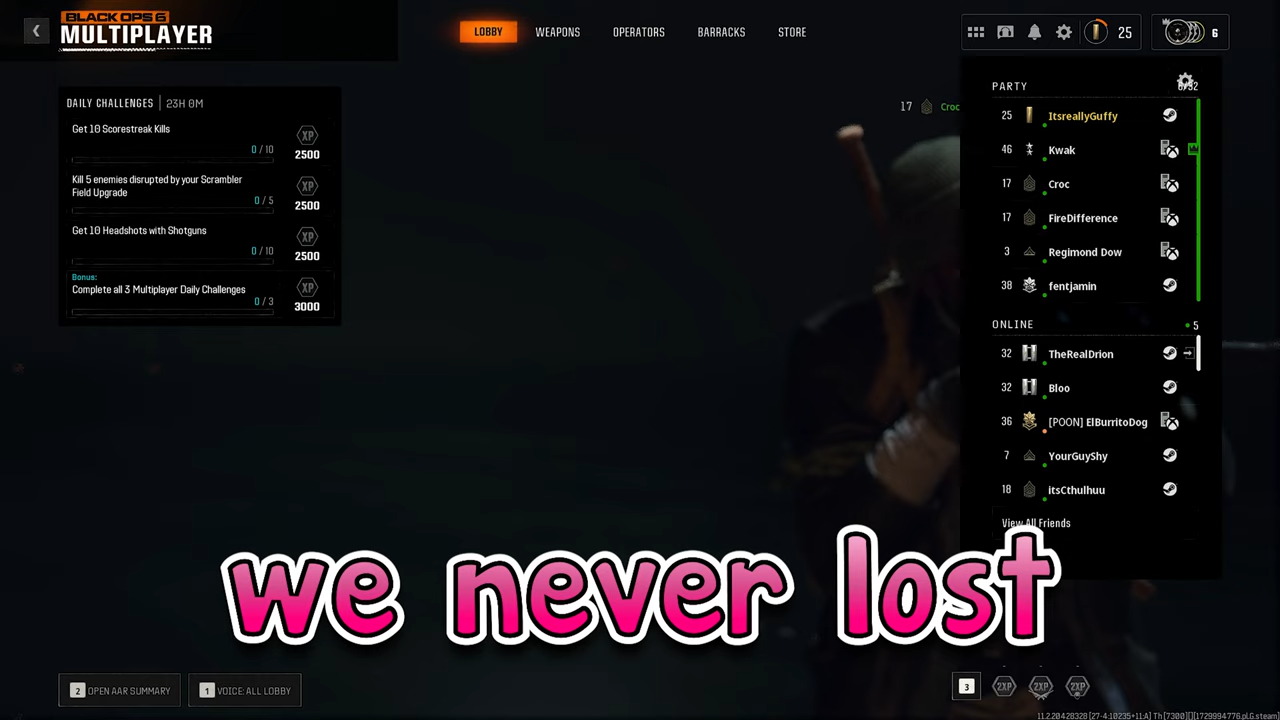 BLACK OPS 6
MULTIPLAYER
LOBBY
WEAPONS
OPERATORS
BARRACKS
STORE
25
6
DAILY CHALLENGES | 23H 0M
Get 10 Scorestreak Kills
0 / 10
XP
2500
Kill 5 enemies disrupted by your Scrambler
Field Upgrade
0 / 5
XP
2500
Get 10 Headshots with Shotguns
0 / 10
XP
2500
Bonus:
Complete all 3 Multiplayer Daily Challenges
0 / 3
XP
3000
17 Croc
PARTY
25 ItsreallyGuffy
46 Kwak
17 Croc
17 FireDifference
3 Regimond Dow
38 fentjamin
ONLINE 5
32 TheRealDrion
32 Bloo
36 [POON] ElBurritoDog
7 YourGuyShy
18 itsCthulhuu
View All Friends
we never lost
2 OPEN AAR SUMMARY
1 VOICE: ALL LOBBY
3 2XP 2XP 2XP